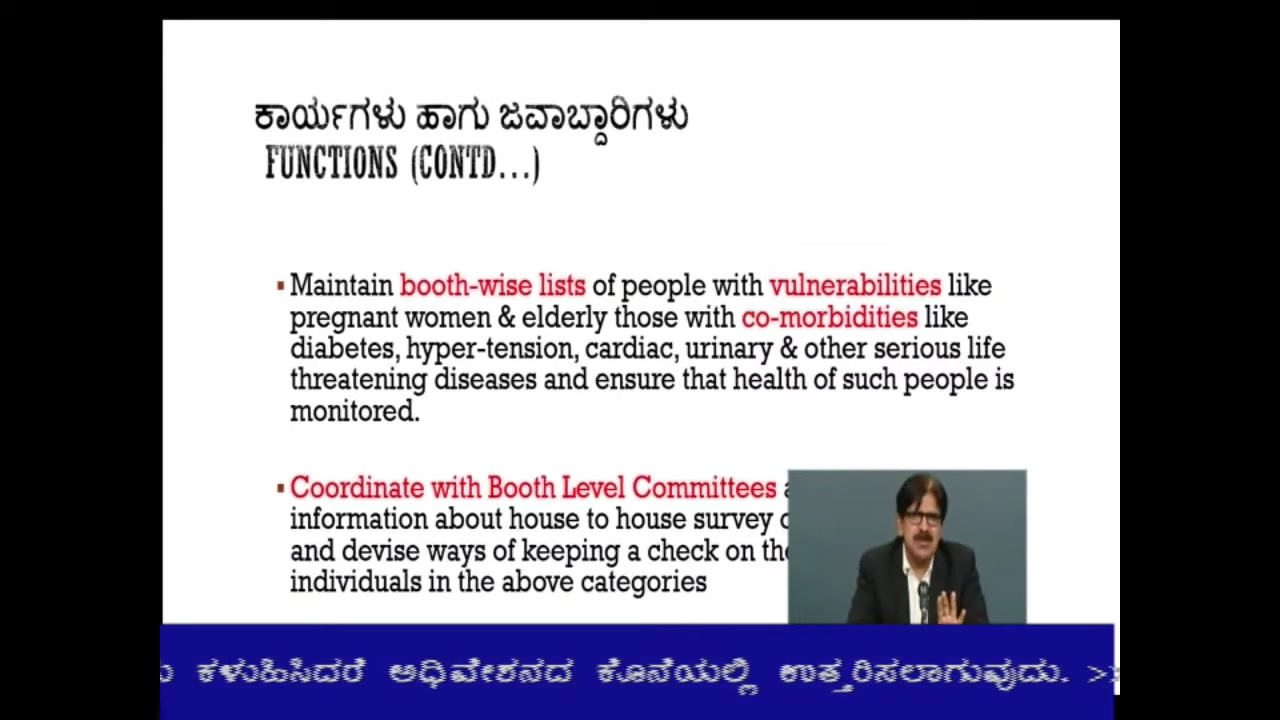 ಕಾರ್ಯಗಳು ಹಾಗು ಜವಾಬ್ದಾರಿಗಳು
FUNCTIONS (CONTD...)
▪ Maintain booth-wise lists of people with vulnerabilities like
pregnant women & elderly those with co-morbidities like
diabetes, hyper-tension, cardiac, urinary & other serious life
threatening diseases and ensure that health of such people is
monitored.
▪ Coordinate with Booth Level Committees
information about house to house survey
and devise ways of keeping a check on the
individuals in the above categories
ಕಳುಹಿಸಿದರೆ ಅಧಿವೇಶನದ ಕೊನೆಯಲ್ಲಿ ಉತ್ತರಿಸಲಾಗುವುದು. >